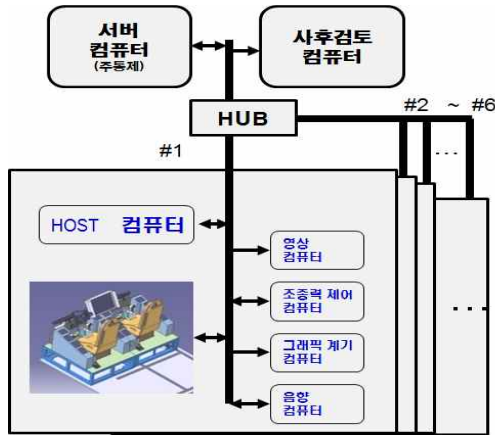 서버
컴퓨터
(주통제)
사후검토
컴퓨터
HUB
#2 ~ #6
#1
...
HOST 컴퓨터
영상
컴퓨터
조종력 제어
컴퓨터
...
그래픽 계기
컴퓨터
음향
컴퓨터